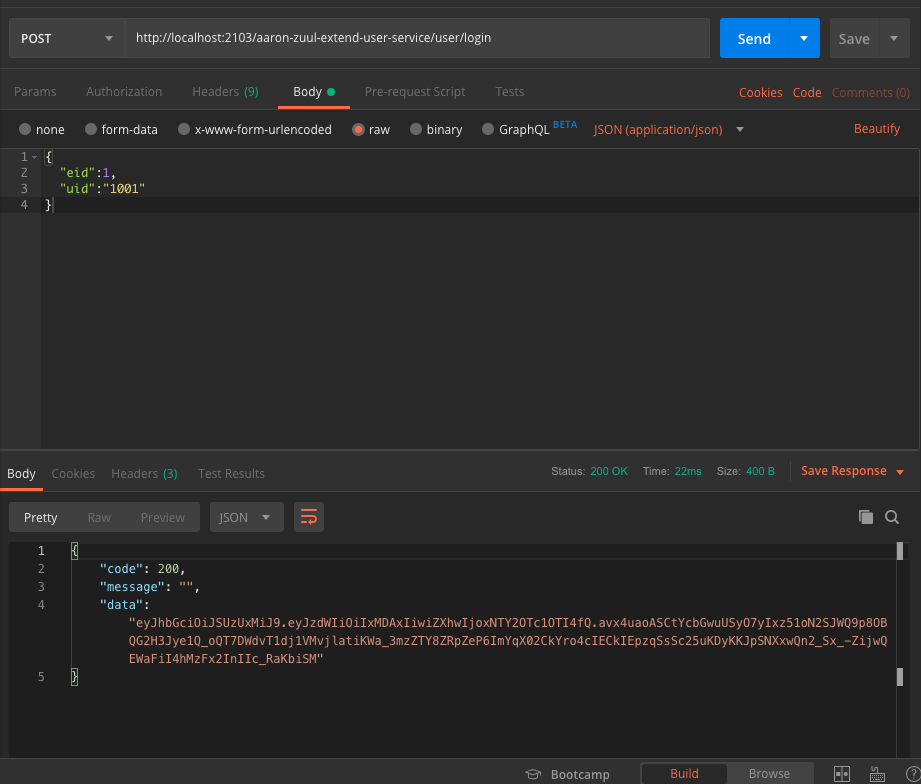 POST http://localhost:2103/aaron-zuul-extend-user-service/user/login Send Save
Params Authorization Headers (9) Body Pre-request Script Tests Cookies Code Comments (0)
none form-data x-www-form-urlencoded raw binary GraphQL BETA JSON (application/json) Beautify
1 {
2 "eid":1,
3 "uid":"1001"
4 }
Body Cookies Headers (3) Test Results Status: 200 OK Time: 22ms Size: 400 B Save Response
Pretty Raw Preview JSON
1 {
2 "code": 200,
3 "message": "",
4 "data":
"eyJhbGciOiJSUzUxMiJ9.eyJzdWIiOiIxMDAxIiwiZXhwIjoxNTY2OTc1OTI4fQ.avx4uaoASCtYcbGwuUSyO7yIxz51oN2SJWQ9p8OB
QG2H3Jye1Q_oQT7DWdvT1dj1VMvjlatiKWa_3mzZTY8ZRpZeP6ImYqX02CkYro4cIECkIEpzqSsSc25uKDyKKJpSNXxwQn2_Sx_-ZijwQ
EWaFiI4hMzFx2InIIc_RaKbiSM"
5 }
Bootcamp Build Browse